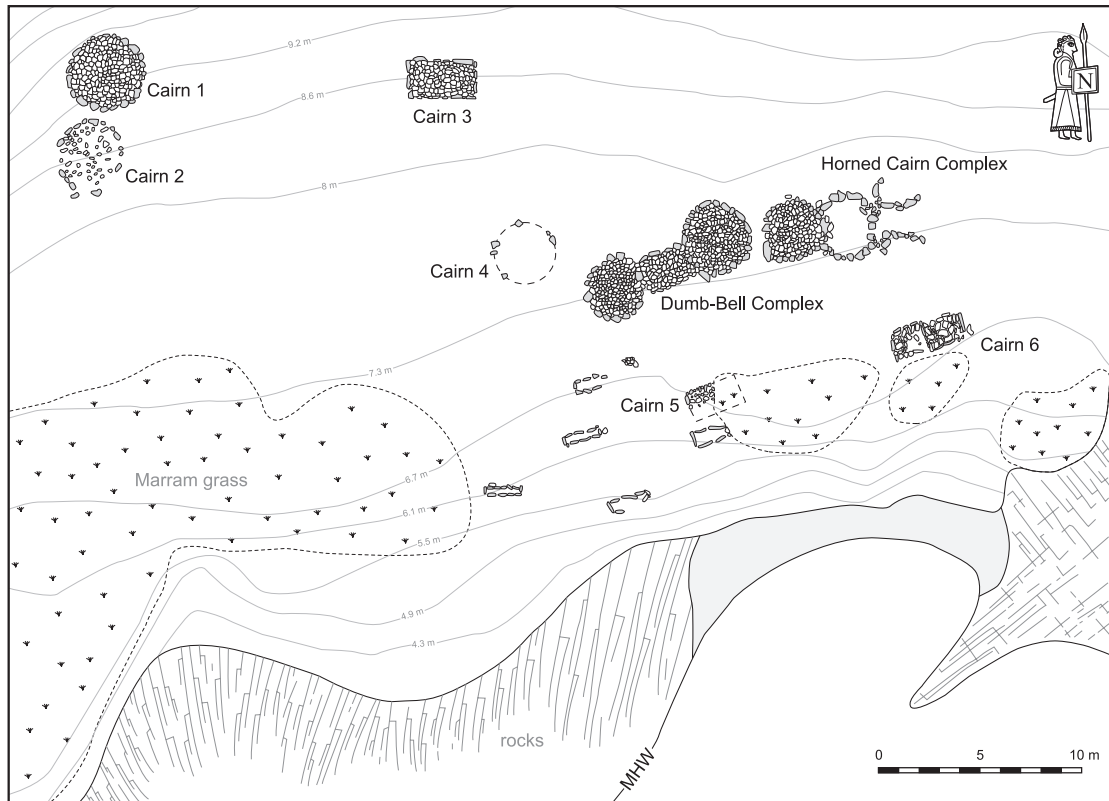 9.2 m
N
Cairn 1
8.6 m
Cairn 3
Cairn 2
8 m
Horned Cairn Complex
Cairn 4
Dumb-Bell Complex
Cairn 6
7.3 m
Cairn 5
Marram grass
6.7 m
6.1 m
5.5 m
4.9 m
4.3 m
rocks
MHW
0 5 10 m